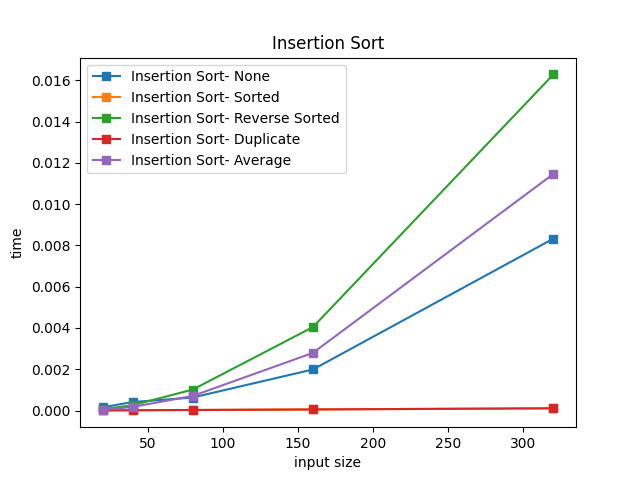 Insertion Sort
Insertion Sort- None
Insertion Sort- Sorted
Insertion Sort- Reverse Sorted
Insertion Sort- Duplicate
Insertion Sort- Average
time
0.016
0.014
0.012
0.010
0.008
0.006
0.004
0.002
0.000
50 100 150 200 250 300
input size